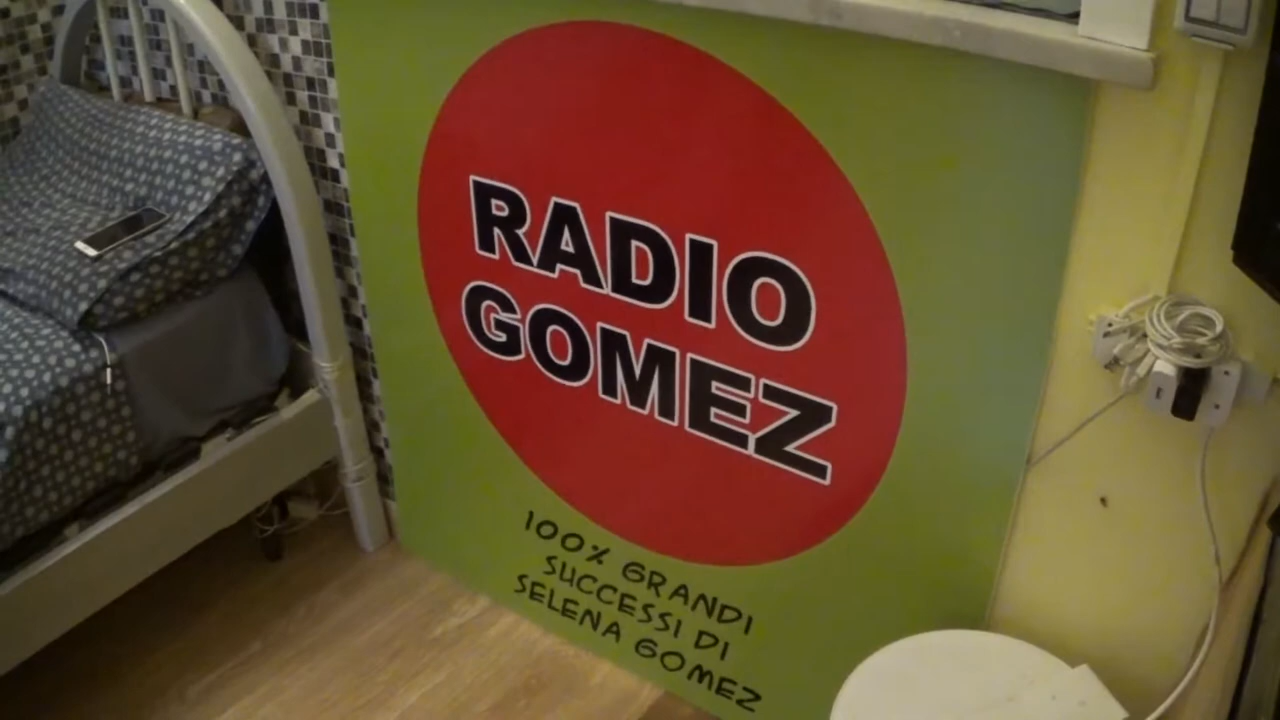 RADIO
GOMEZ
100% GRANDI
SUCCESSI DI
SELENA GOMEZ